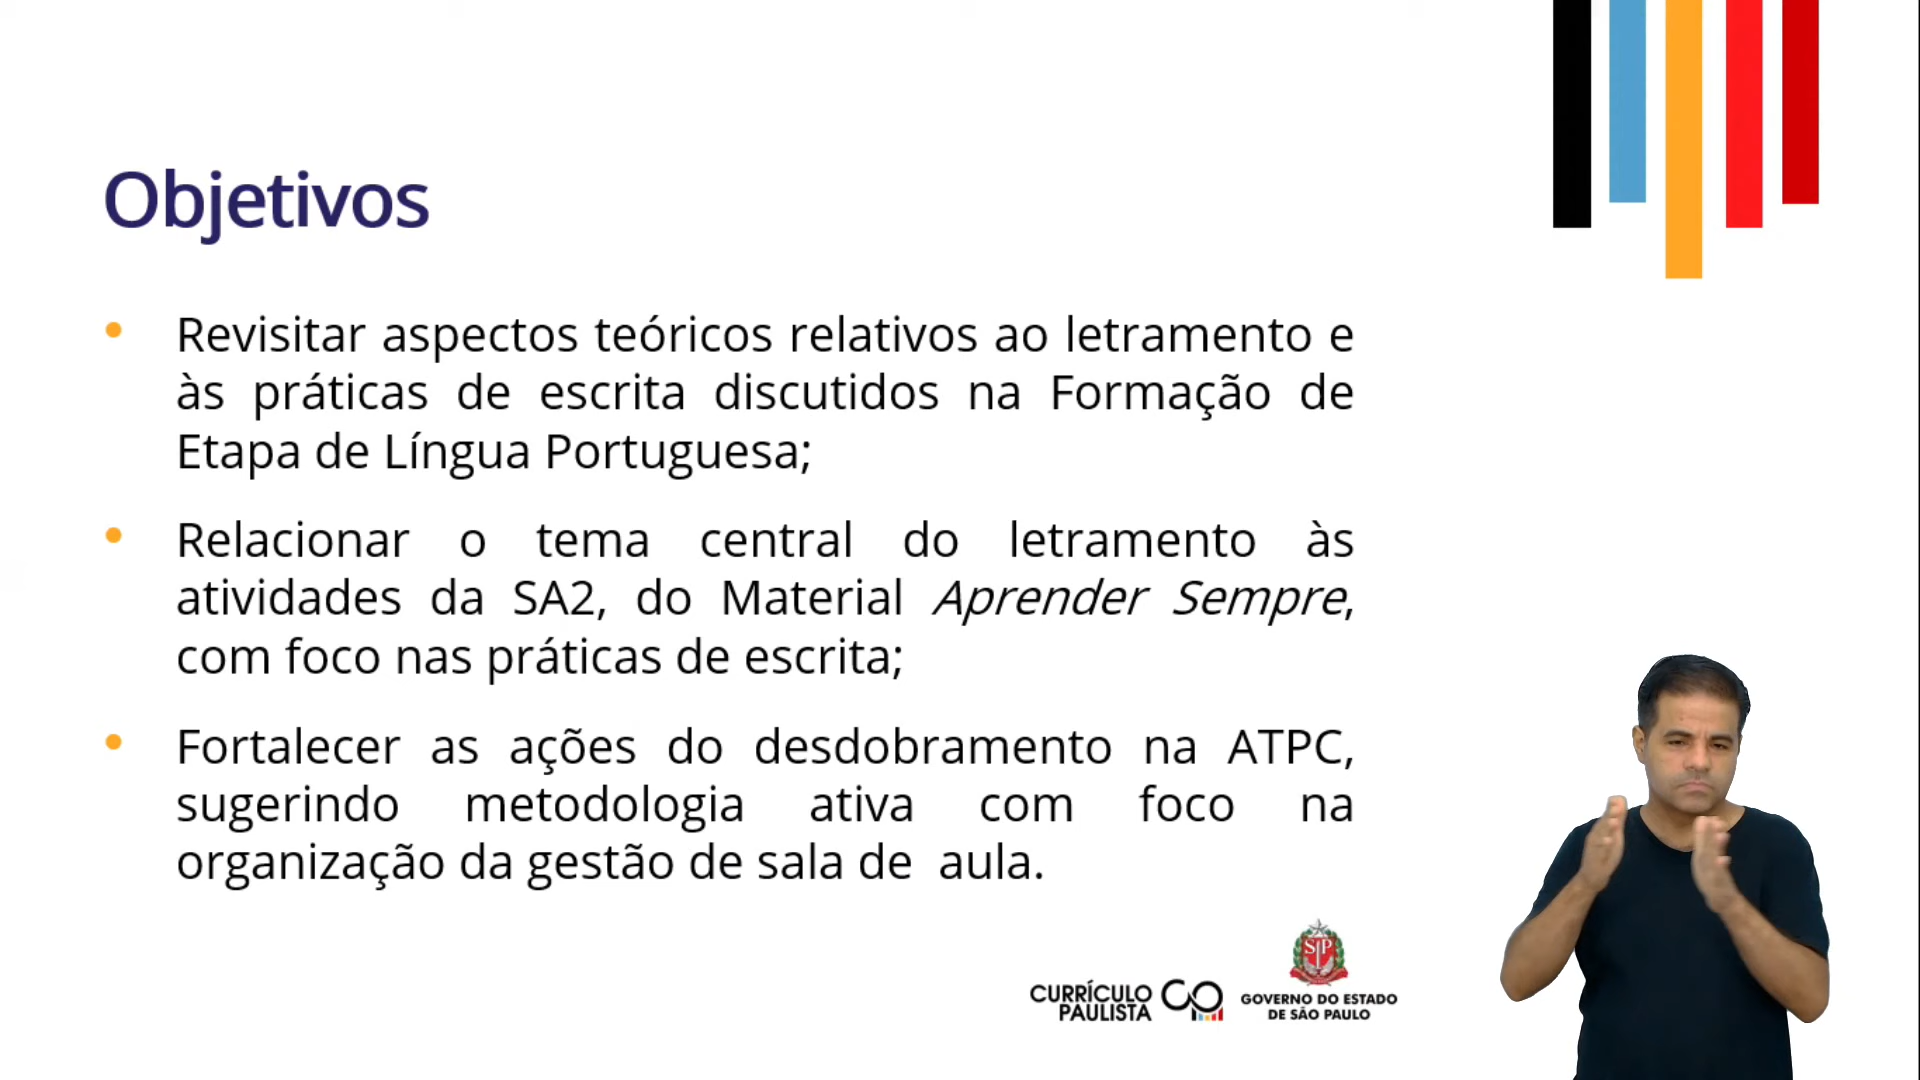 Objetivos
• Revisitar aspectos teóricos relativos ao letramento e
às práticas de escrita discutidos na Formação de
Etapa de Língua Portuguesa;
• Relacionar o tema central do letramento às
atividades da SA2, do Material Aprender Sempre,
com foco nas práticas de escrita;
• Fortalecer as ações do desdobramento na ATPC,
sugerindo metodologia ativa com foco na
organização da gestão de sala de aula.
CURRÍCULO
PAULISTA
SP
GOVERNO DO ESTADO
DE SÃO PAULO